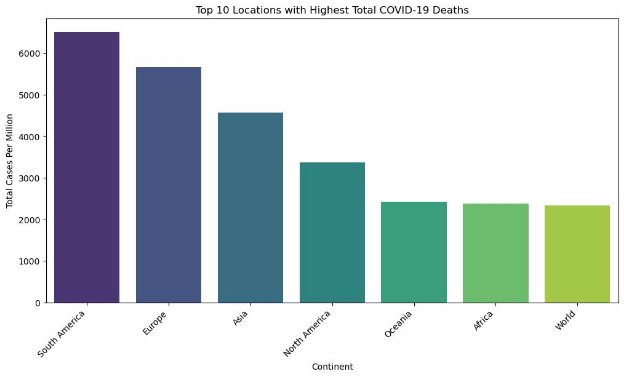 Top 10 Locations with Highest Total COVID-19 Deaths
Total Cases Per Million
6000
5000
4000
3000
2000
1000
0
South America
Europe
Asia
North America
Oceania
Africa
World
Continent